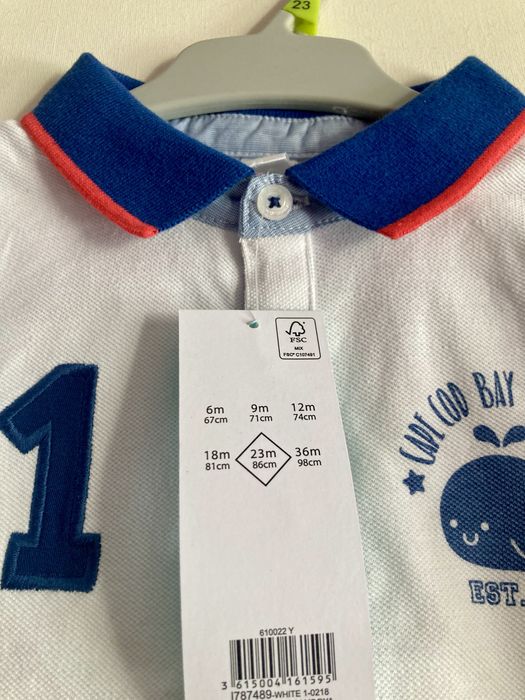 23
FSC
MIX
FSC® C107491
6m 9m 12m
67cm 71cm 74cm
18m 23m 36m
81cm 86cm 98cm
1
CAPE COD BAY
EST.
610022 Y
3 615004 161595
I787489-WHITE 1-0218